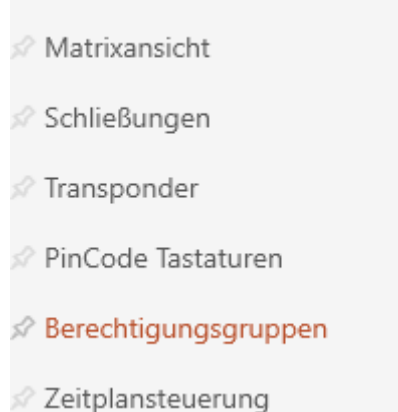 Matrixansicht
Schließungen
Transponder
PinCode Tastaturen
Berechtigungsgruppen
Zeitplansteuerung